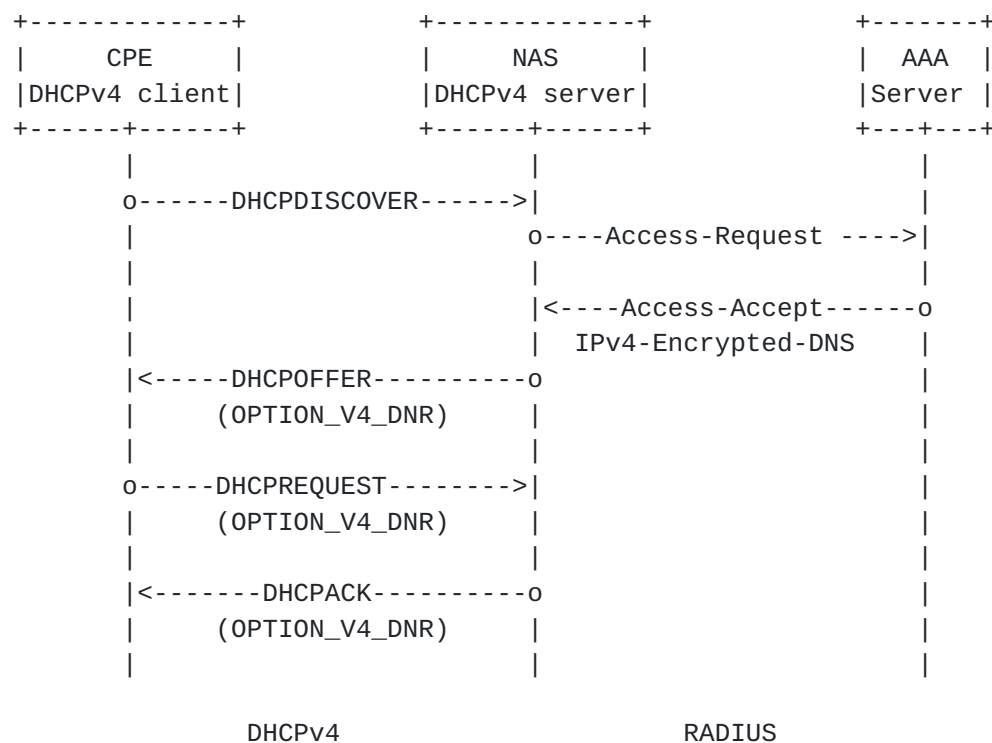 +-------------+           +-------------+             +-------+
|     CPE     |           |     NAS     |             |  AAA  |
|DHCPv4 client|           |DHCPv4 server|             |Server |
+------+------+           +------+------+             +---+---+
       |                         |                        |
       o------DHCPDISCOVER------>|                        |
       |                         o----Access-Request ---->|
       |                         |                        |
       |                         |<----Access-Accept------o
       |                         |  IPv4-Encrypted-DNS    |
       |<-----DHCPOFFER----------o                        |
       |     (OPTION_V4_DNR)     |                        |
       |                         |                        |
       o-----DHCPREQUEST-------->|                        |
       |     (OPTION_V4_DNR)     |                        |
       |                         |                        |
       |<-------DHCPACK----------o                        |
       |     (OPTION_V4_DNR)     |                        |
       |                         |                        |

               DHCPv4                      RADIUS